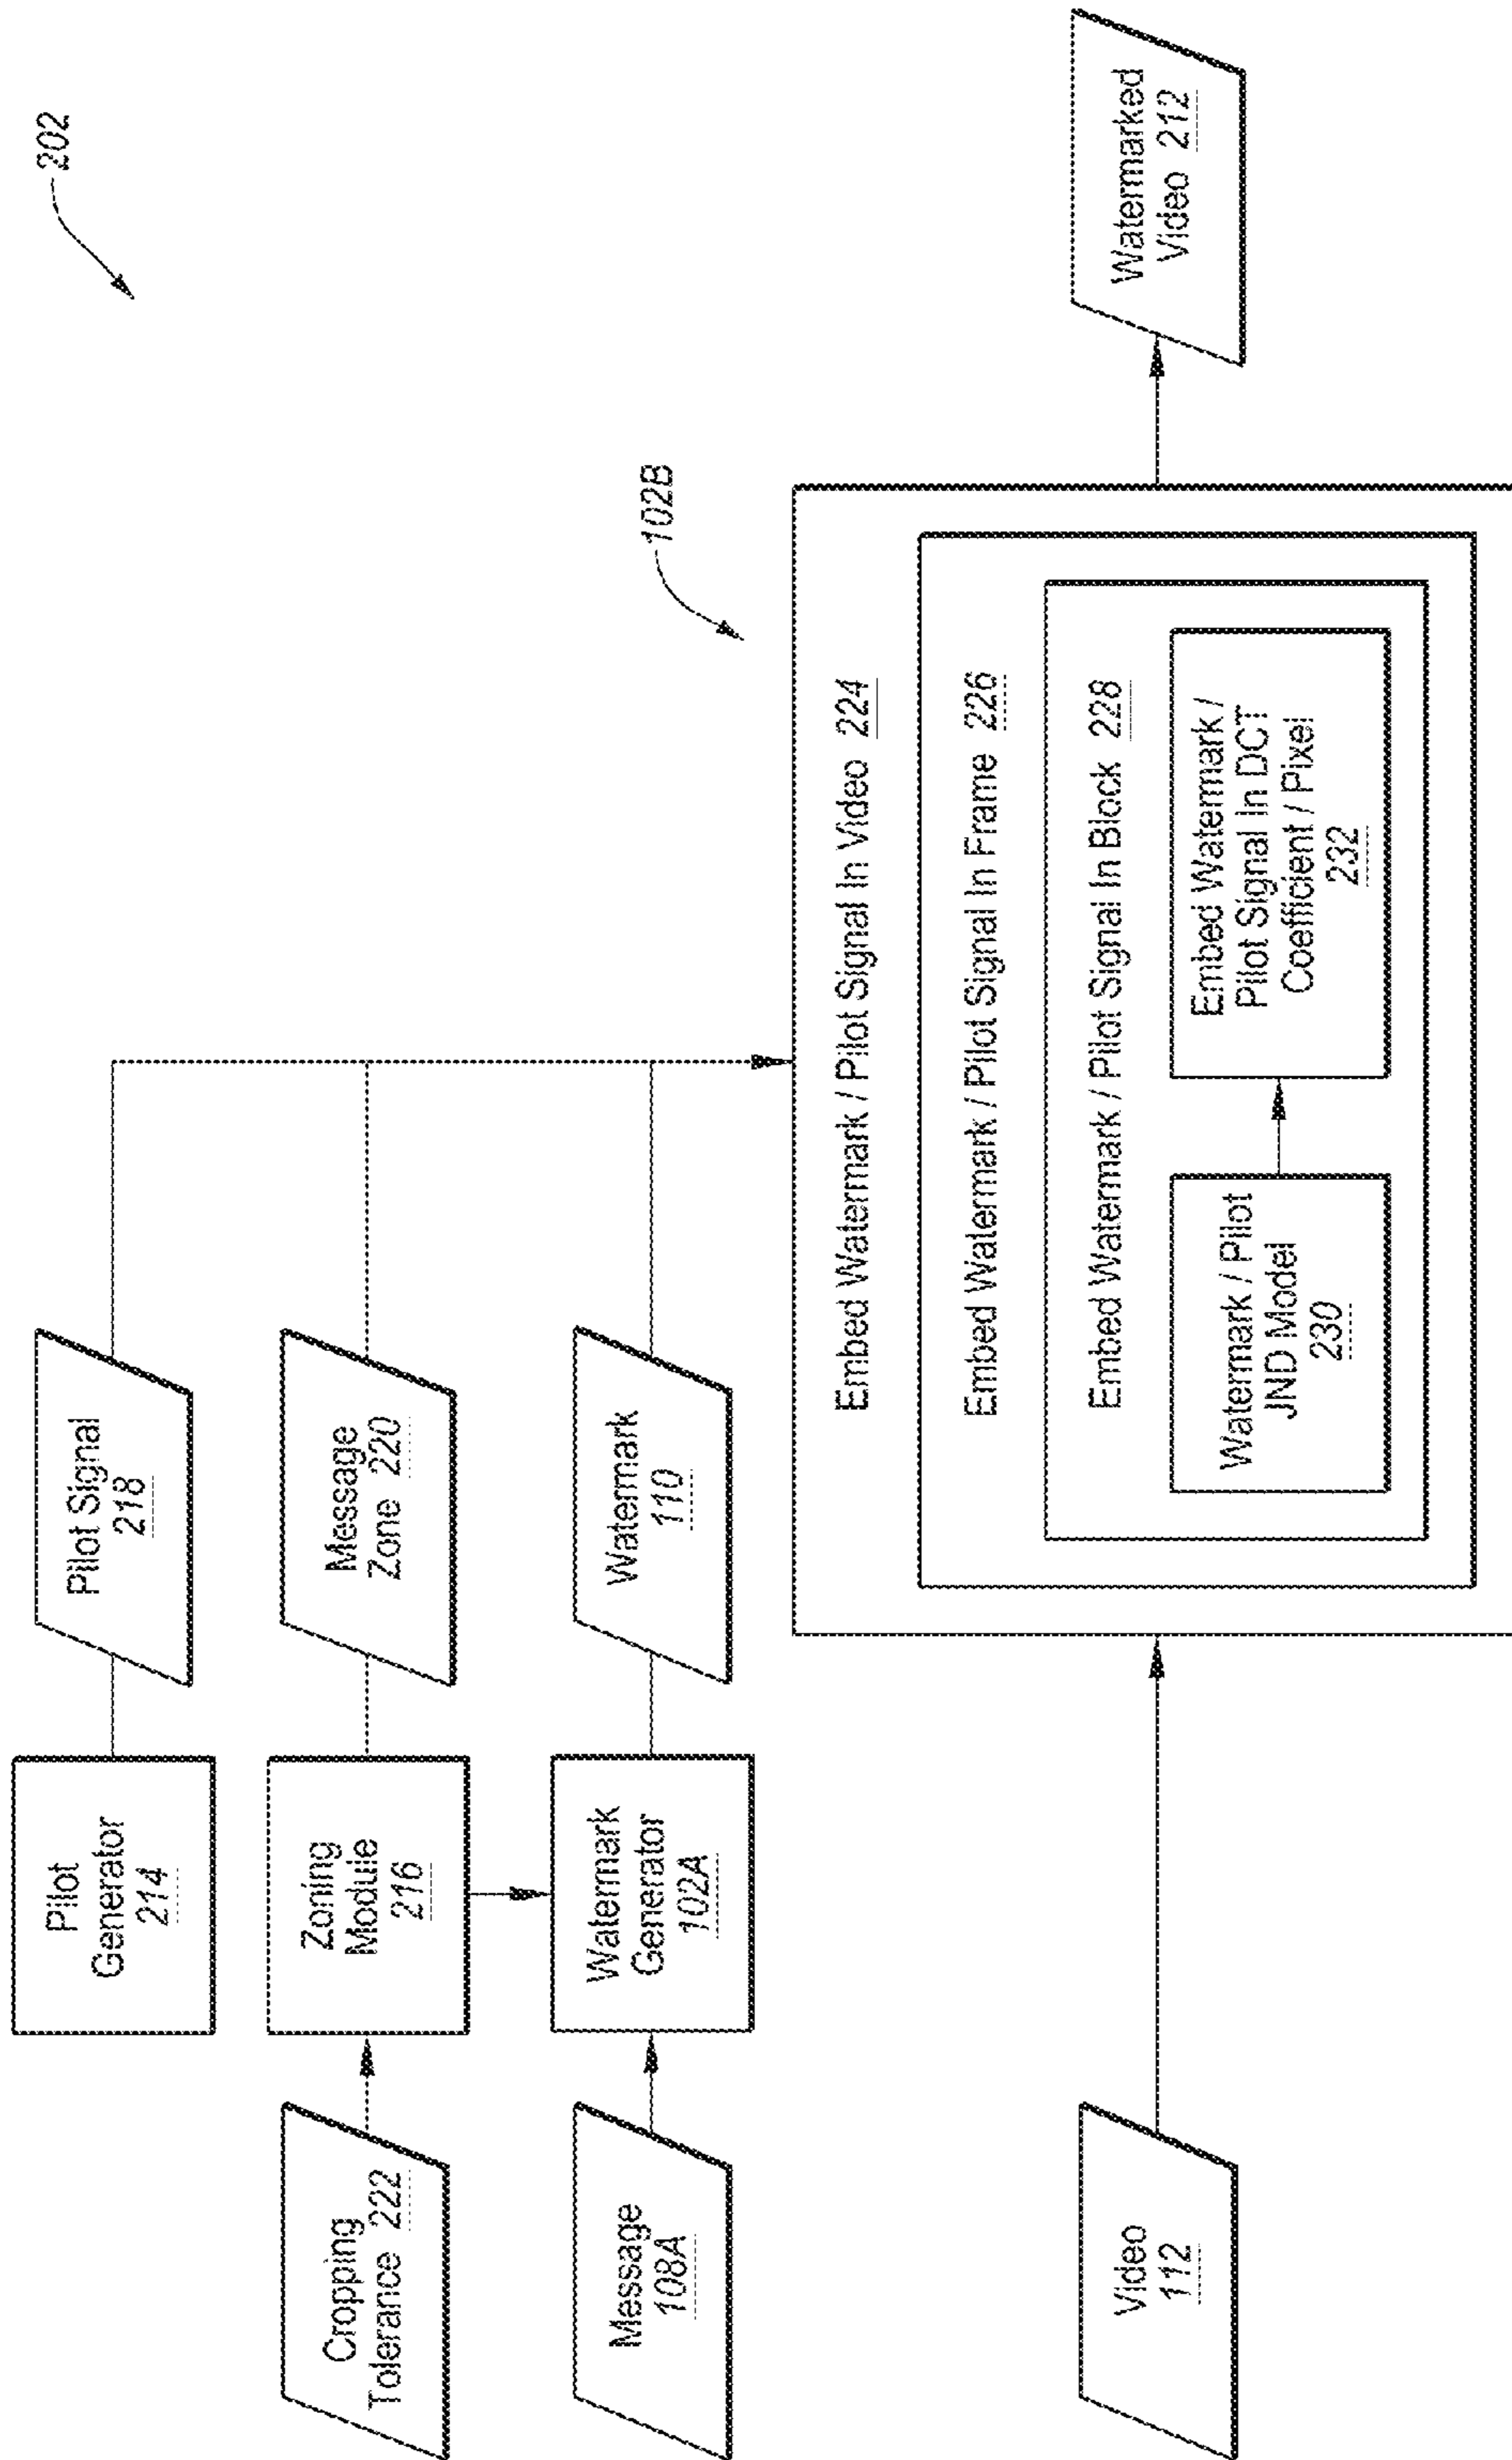 202
Pilot
Generator
214
Pilot Signal
218
Cropping
Tolerance 222
Zoning
Module
216
Message
Zone 220
Message
108A
Watermark
Generator
102A
Watermark
110
102B
Video
112
Embed Watermark / Pilot Signal In Video 224
Embed Watermark / Pilot Signal In Frame 226
Embed Watermark / Pilot Signal In Block 228
Watermark / Pilot
JND Model
230
Embed Watermark /
Pilot Signal In DCT
Coefficient / Pixel
232
Watermarked
Video 212